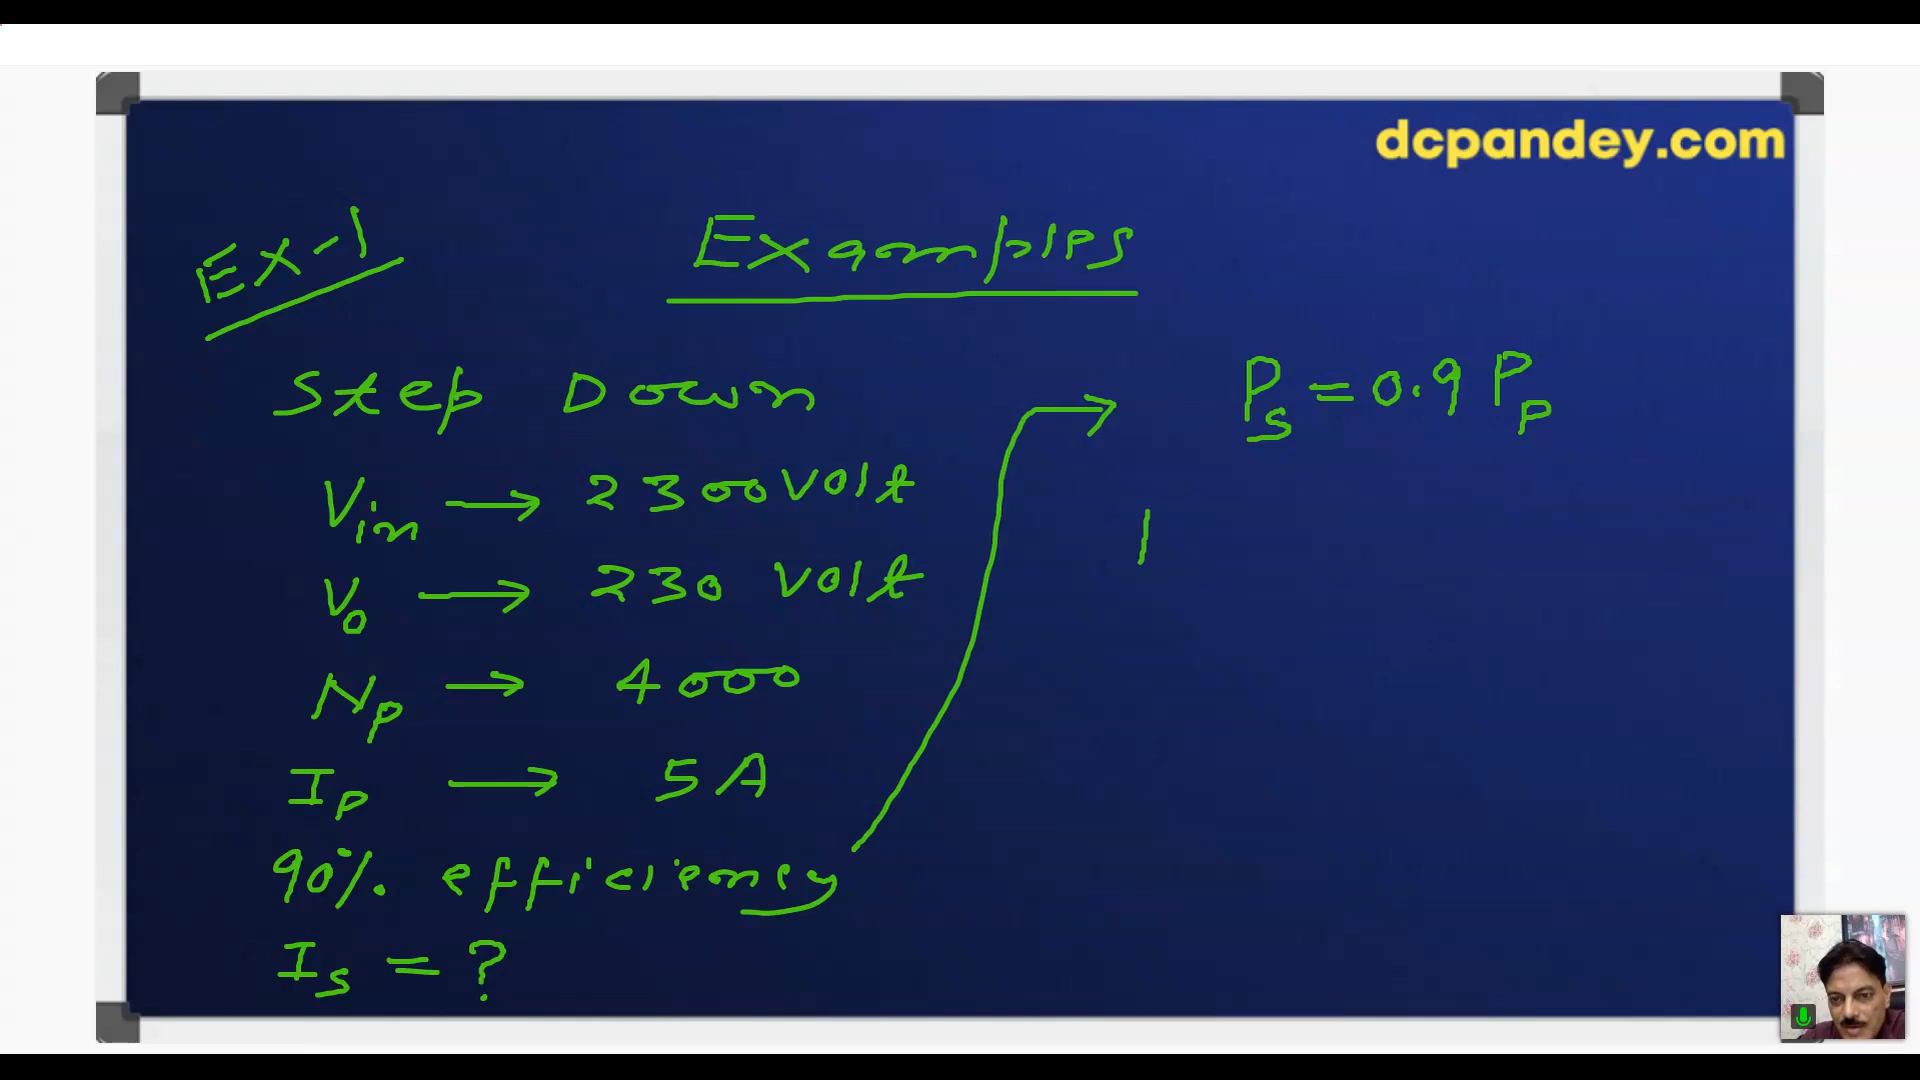 dcpandey.com
Ex-1
Examples
Step Down
Vin → 2300 Volt
Vo → 230 Volt
Np → 4000
Ip → 5A
90% efficiency
Is = ?
Ps = 0.9 Pp